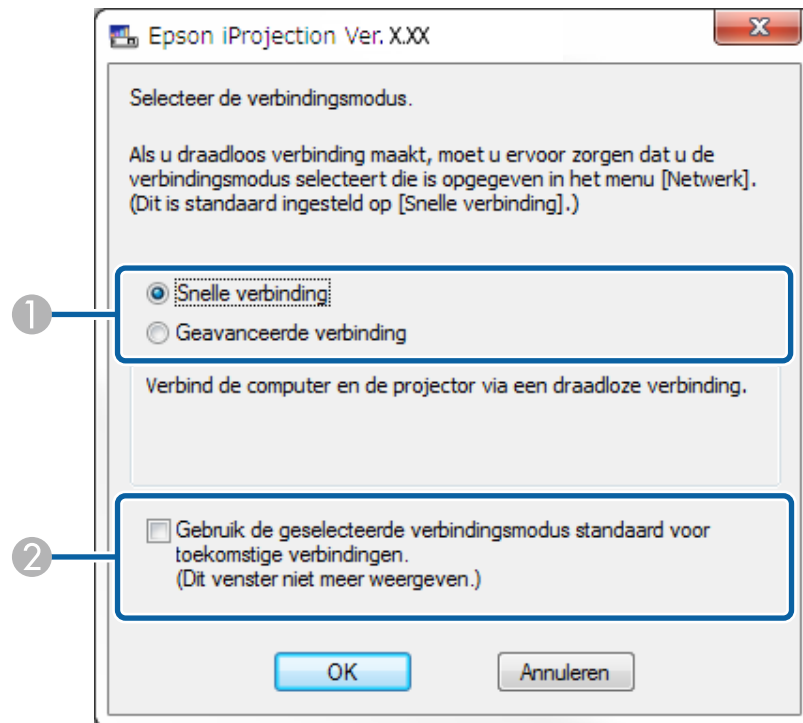 Epson iProjection Ver. X.XX
x
Selecteer de verbindingsmodus.
Als u draadloos verbinding maakt, moet u ervoor zorgen dat u de
verbindingsmodus selecteert die is opgegeven in het menu [Netwerk].
(Dit is standaard ingesteld op [Snelle verbinding].)
1
Snelle verbinding
Geavanceerde verbinding
Verbind de computer en de projector via een draadloze verbinding.
2
Gebruik de geselecteerde verbindingsmodus standaard voor
toekomstige verbindingen.
(Dit venster niet meer weergeven.)
OK
Annuleren